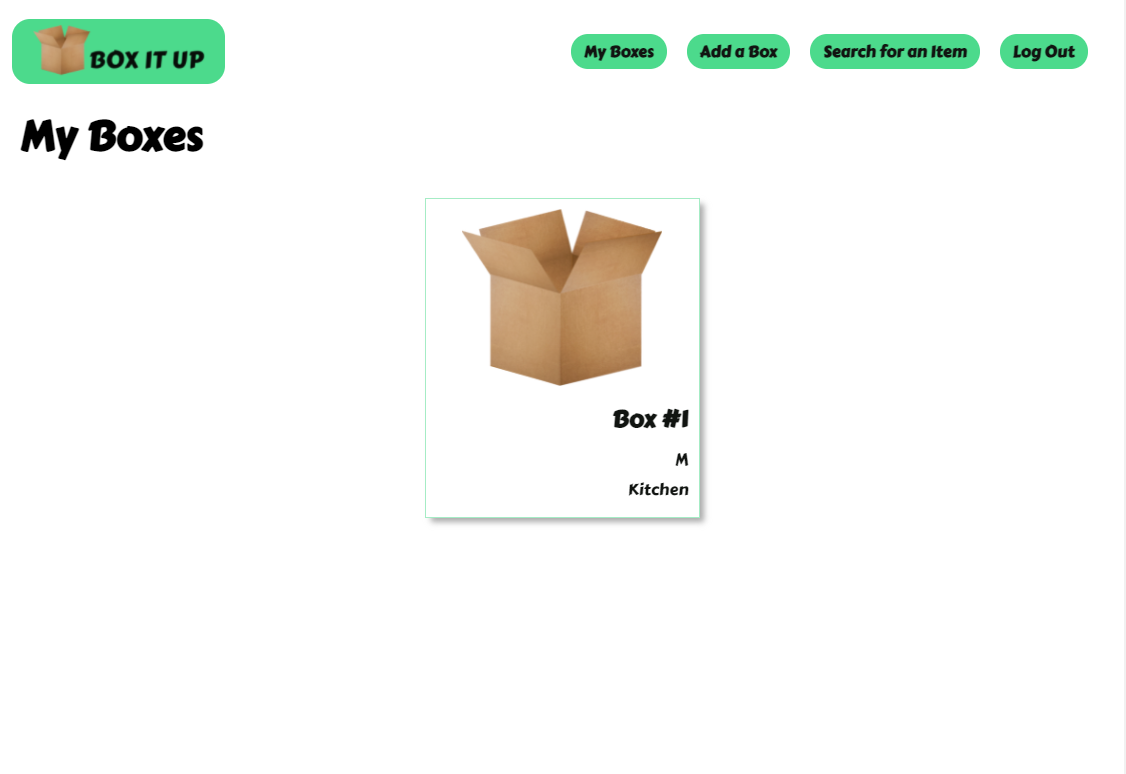 BOX IT UP
My Boxes
Add a Box
Search for an Item
Log Out
My Boxes
Box #1
M
Kitchen